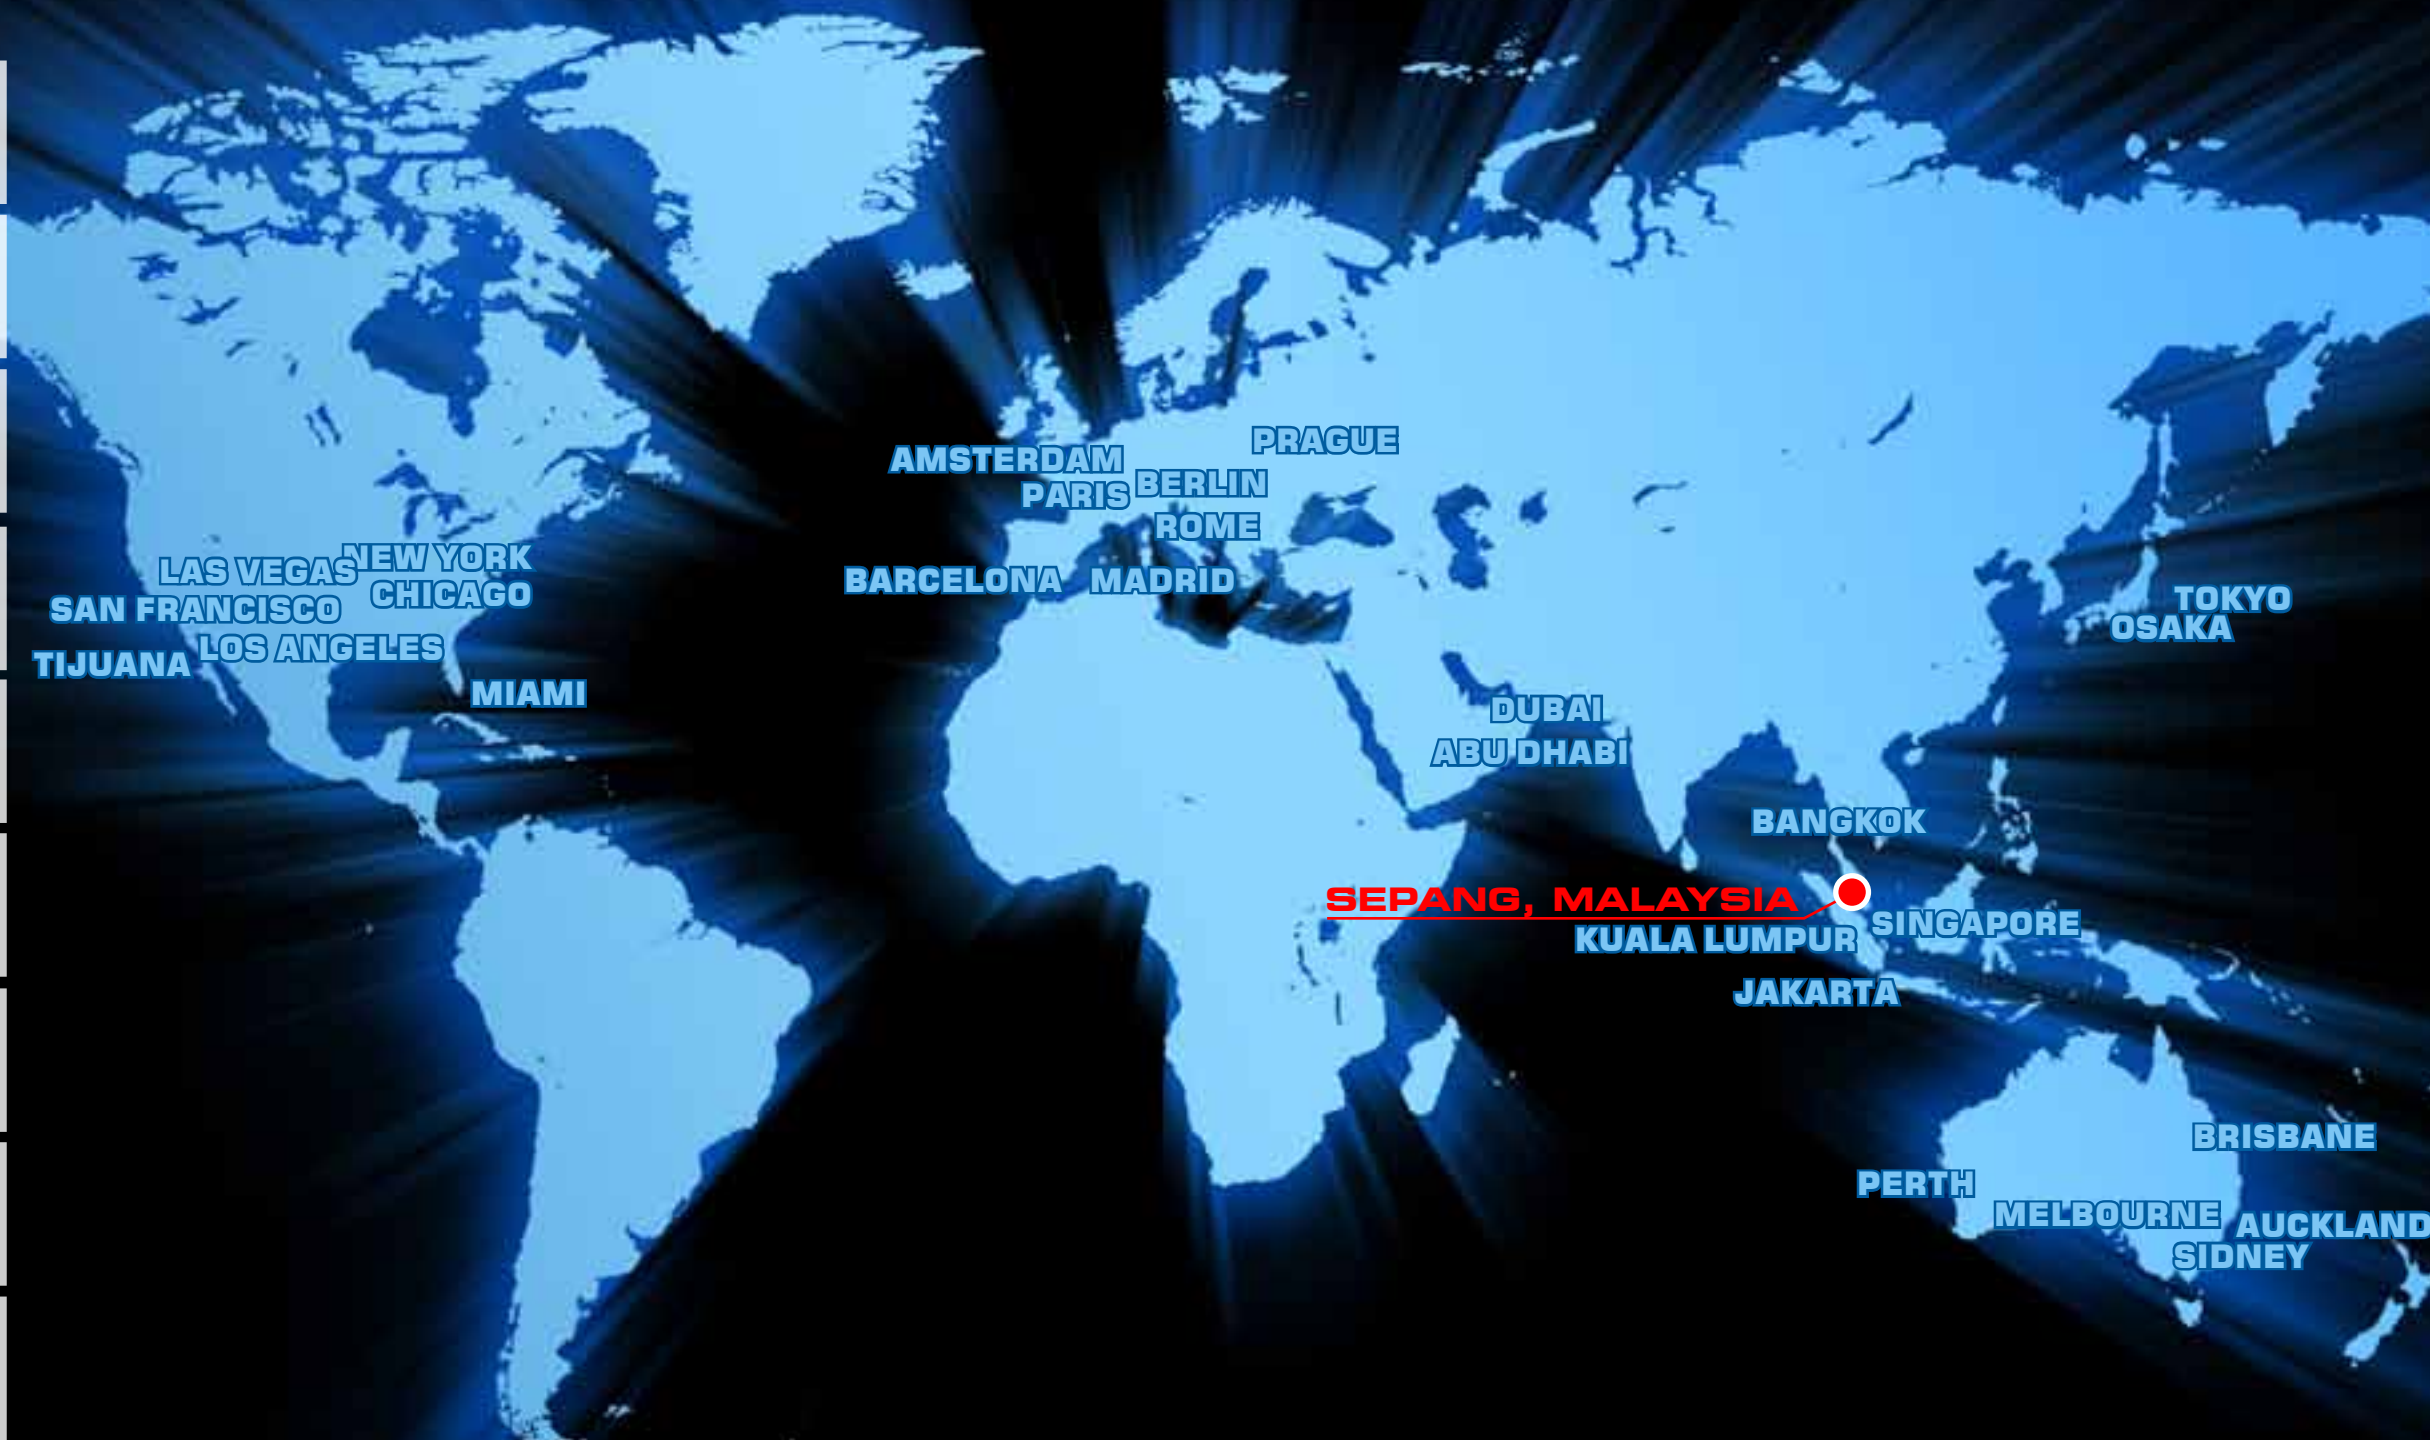 PRAGUE
AMSTERDAM
BERLIN
PARIS
ROME
NEW YORK
LAS VEGAS
BARCELONA
MADRID
CHICAGO
SAN FRANCISCO
TOKYO
OSAKA
LOS ANGELES
TIJUANA
MIAMI
DUBAI
ABU DHABI
BANGKOK
SEPANG, MALAYSIA
SINGAPORE
KUALA LUMPUR
JAKARTA
BRISBANE
PERTH
MELBOURNE
AUCKLAND
SIDNEY